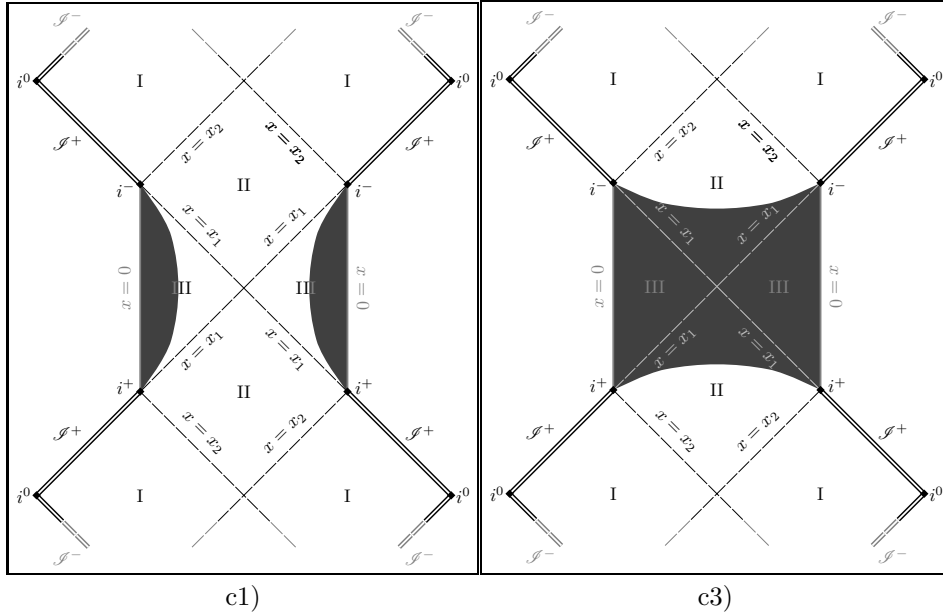 ℐ⁻ ℐ⁻ ℐ⁻ ℐ⁻
i⁰ I I i⁰ i⁰ I I i⁰
ℐ⁺ x = x₂ x = x₂ ℐ⁺ ℐ⁺ x = x₂ x = x₂ ℐ⁺
i⁻ II i⁻ i⁻ II i⁻
x = x₁ x = x₁ x = x₁ x = x₁
x = 0 III III x = 0 x = 0 III III x = 0
x = x₁ x = x₁ x = x₁ x = x₁
i⁺ II i⁺ i⁺ II i⁺
ℐ⁺ x = x₂ x = x₂ ℐ⁺ ℐ⁺ x = x₂ x = x₂ ℐ⁺
i⁰ I I i⁰ i⁰ I I i⁰
ℐ⁻ ℐ⁻ ℐ⁻ ℐ⁻
c1) c3)